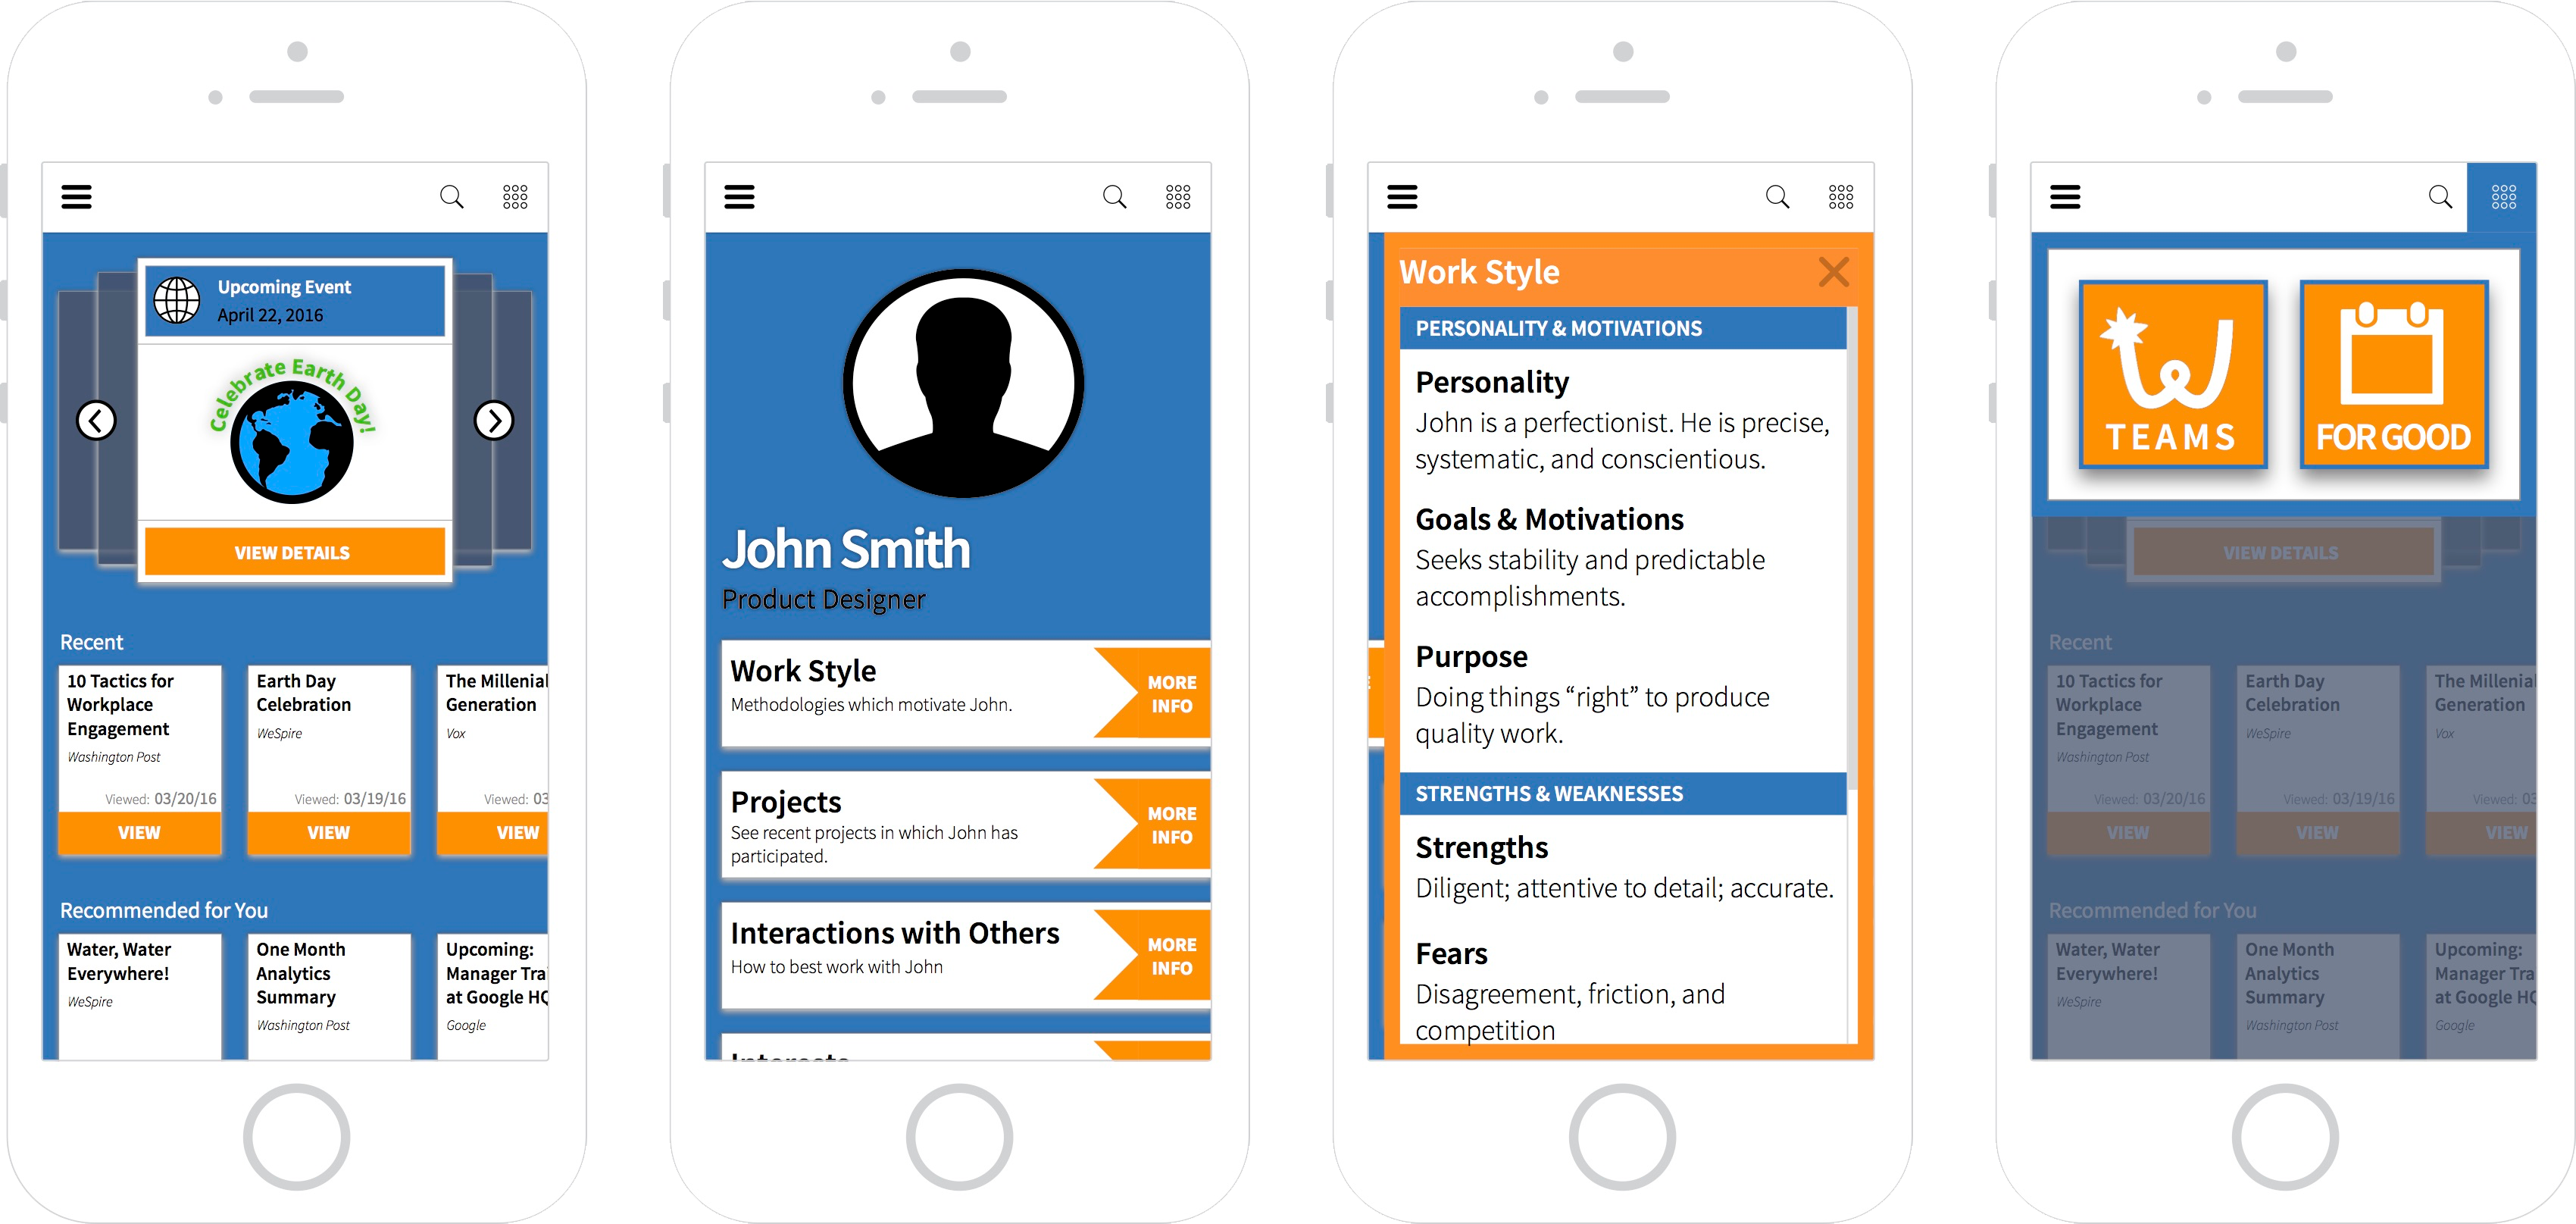 Upcoming Event
April 22, 2016
Celebrate Earth Day!
VIEW DETAILS
Recent
10 Tactics for
Workplace
Engagement
Washington Post
Viewed: 03/20/16
VIEW
Earth Day
Celebration
WeSpire
Viewed: 03/19/16
VIEW
The Millenial
Generation
Vox
Viewed: 03
VIEW
Recommended for You
Water, Water
Everywhere!
WeSpire
One Month
Analytics
Summary
Washington Post
Upcoming:
Manager Tra
at Google HQ
Google
John Smith
Product Designer
Work Style
Methodologies which motivate John.
MORE
INFO
Projects
See recent projects in which John has
participated.
MORE
INFO
Interactions with Others
How to best work with John
MORE
INFO
Interests
Work Style
PERSONALITY & MOTIVATIONS
Personality
John is a perfectionist. He is precise,
systematic, and conscientious.
Goals & Motivations
Seeks stability and predictable
accomplishments.
Purpose
Doing things “right” to produce
quality work.
STRENGTHS & WEAKNESSES
Strengths
Diligent; attentive to detail; accurate.
Fears
Disagreement, friction, and
competition
W
TEAMS
FOR GOOD
VIEW DETAILS
Recent
10 Tactics for
Workplace
Engagement
Washington Post
Viewed: 03/20/16
VIEW
Earth Day
Celebration
WeSpire
Viewed: 03/19/16
VIEW
The Millenial
Generation
Vox
Viewed: 03
VIEW
Recommended for You
Water, Water
Everywhere!
WeSpire
One Month
Analytics
Summary
Washington Post
Upcoming:
Manager Tra
at Google HQ
Google